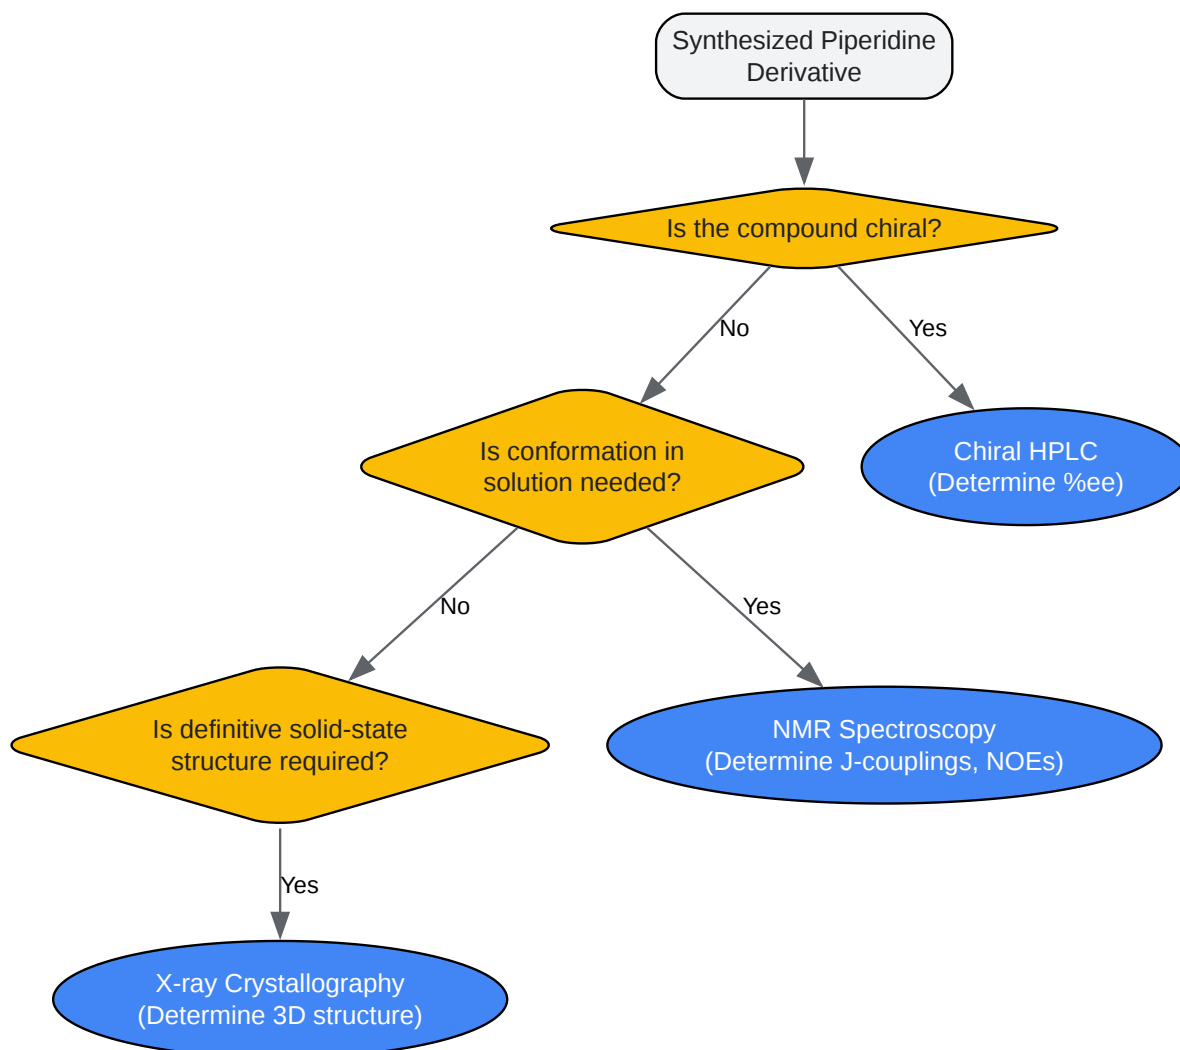 Synthesized Piperidine
Derivative
Is the compound chiral?
No
Yes
Is conformation in
solution needed?
Chiral HPLC
(Determine %ee)
No
Yes
Is definitive solid-state
structure required?
NMR Spectroscopy
(Determine J-couplings, NOEs)
Yes
X-ray Crystallography
(Determine 3D structure)